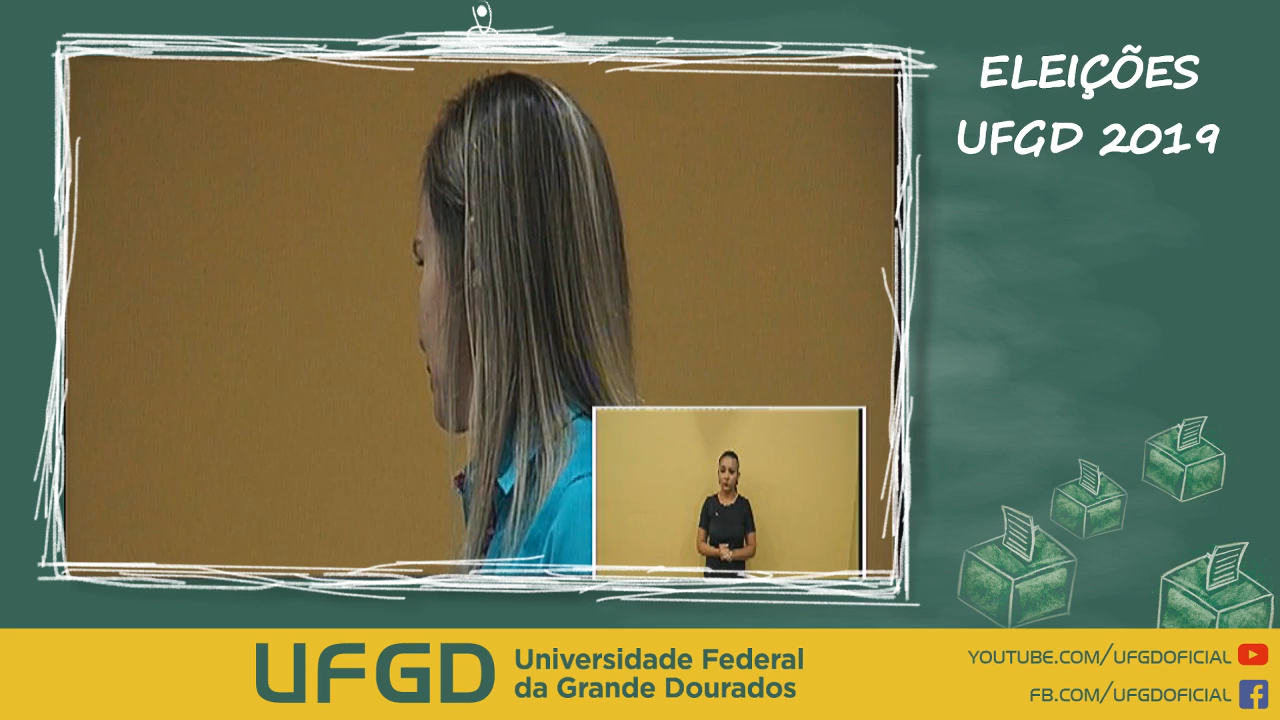 ELEIÇÕES
UFGD 2019
UFGD
Universidade Federal
da Grande Dourados
YOUTUBE.COM/UFGDOFICIAL
FB.COM/UFGDOFICIAL